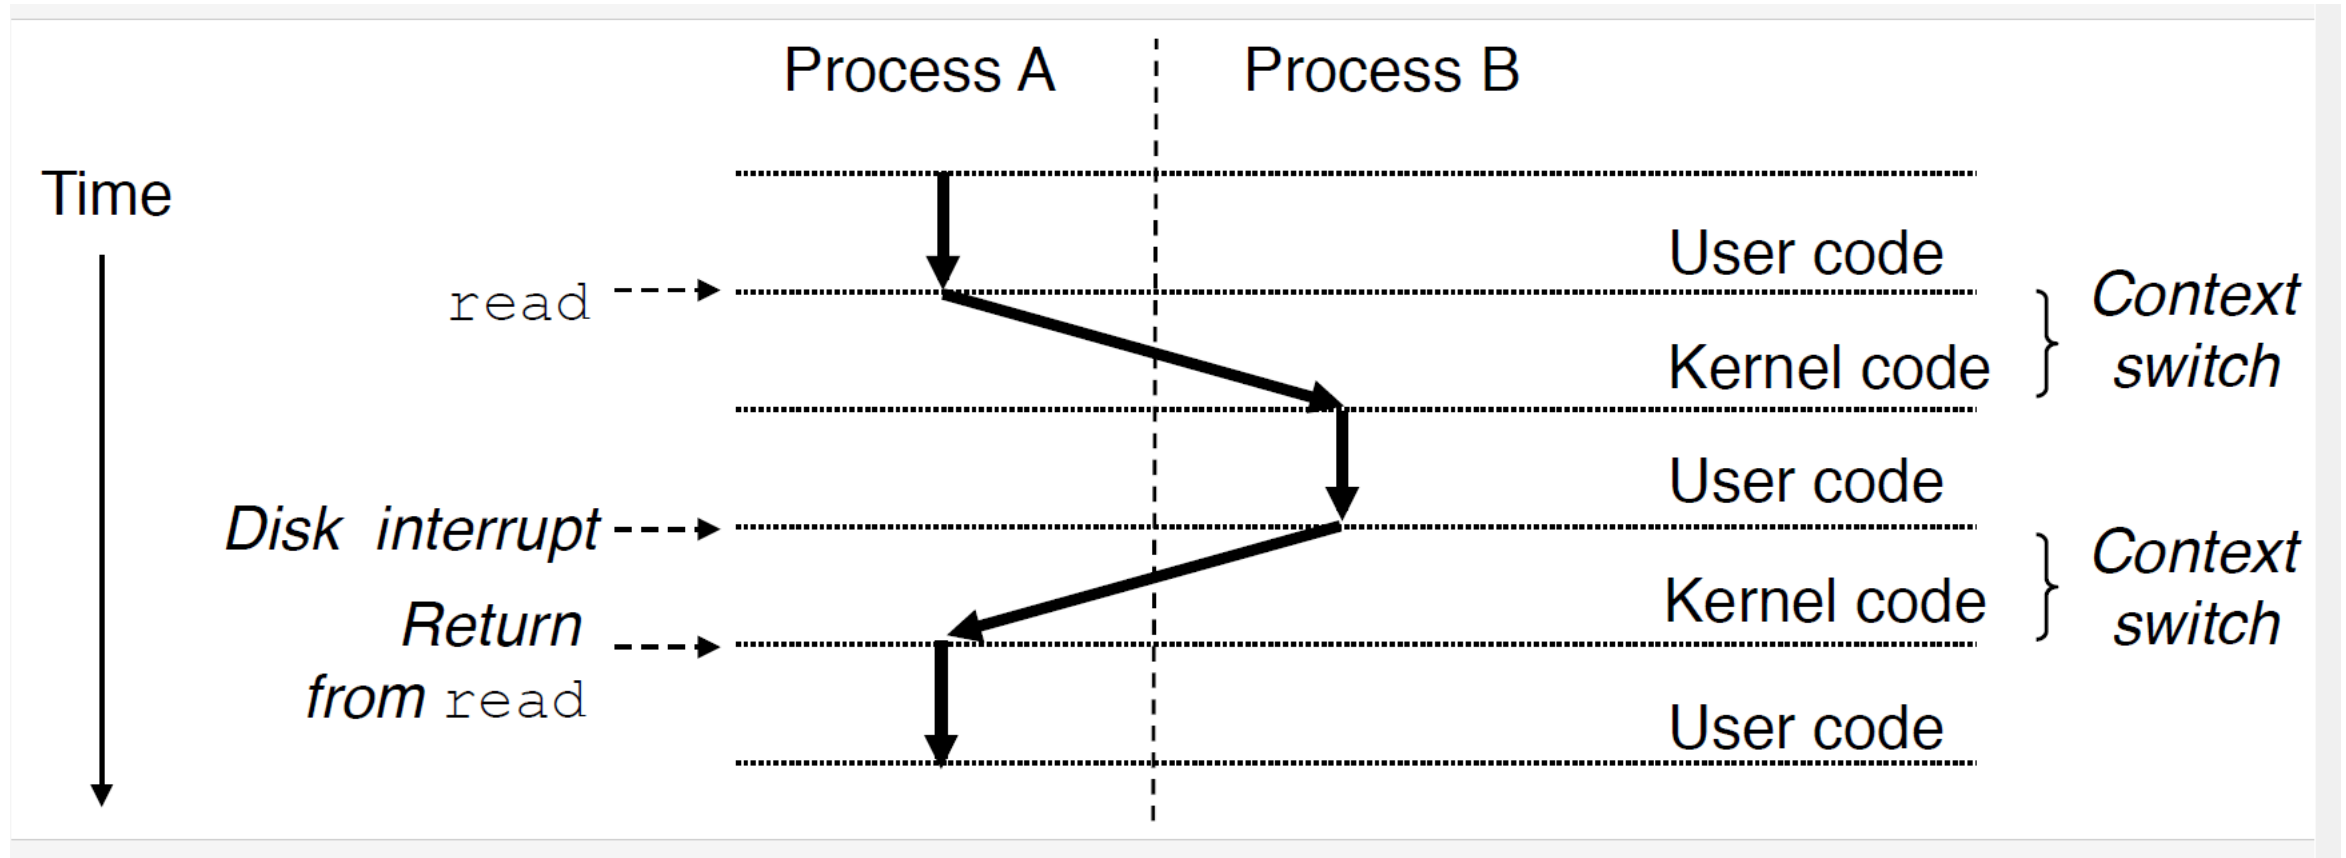 Process A
Process B
Time
User code
read
Context
switch
Kernel code
User code
Disk interrupt
Context
switch
Kernel code
Return
from read
User code